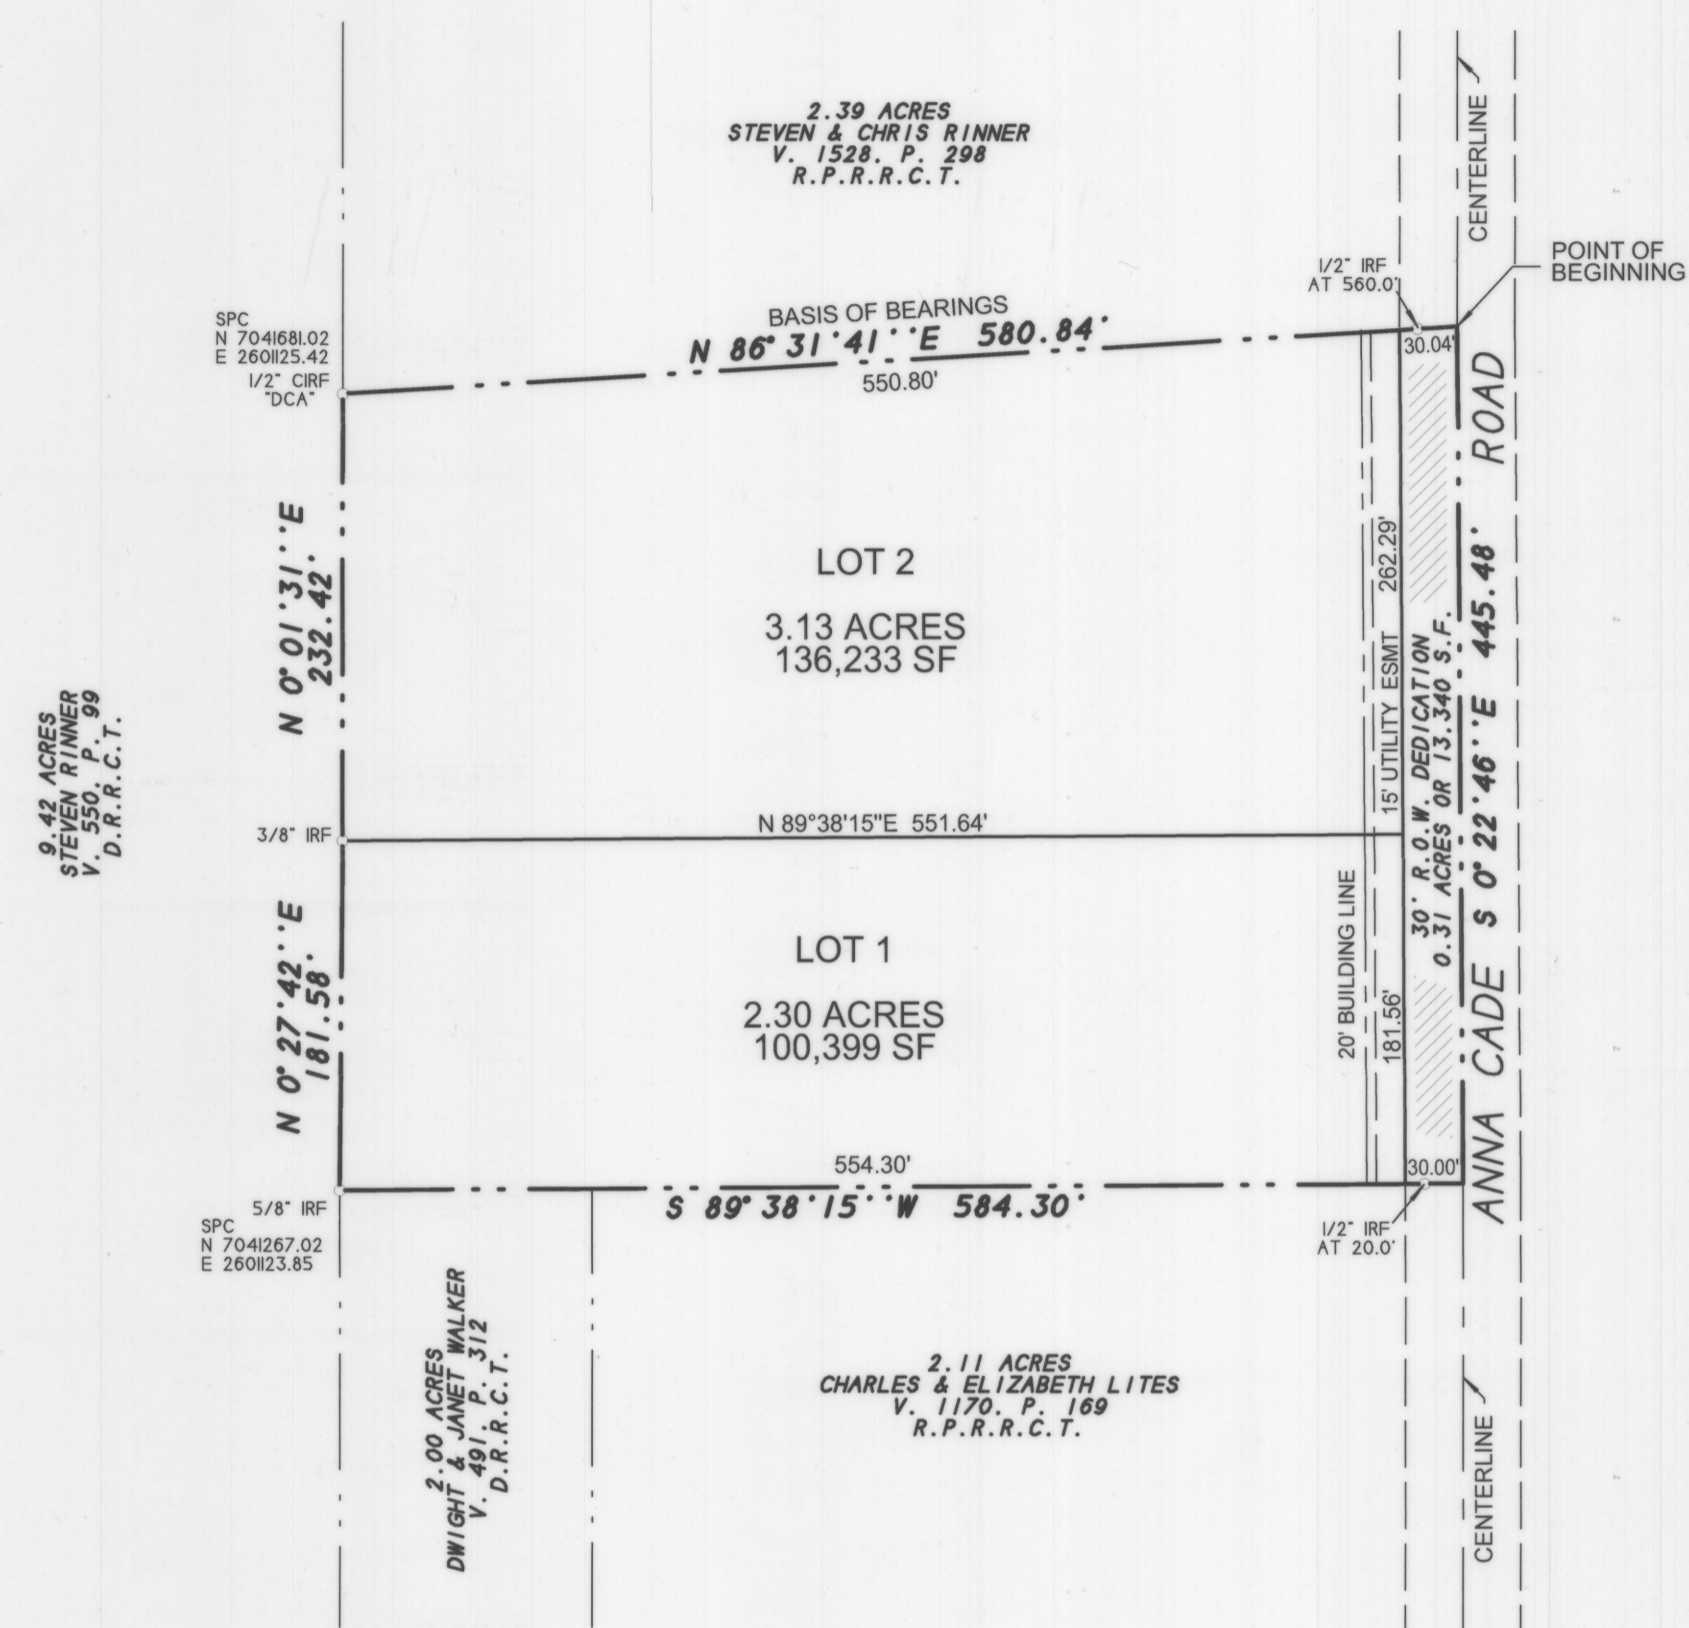 2.39 ACRES
STEVEN & CHRIS RINNER
V. 1528. P. 298
R.P.R.R.C.T.
CENTERLINE
POINT OF
BEGINNING
1/2" IRF
AT 560.0'
SPC
N 7041681.02
E 2601125.42
1/2" CIRF
"DCA"
BASIS OF BEARINGS
N 86°31'41''E 580.84'
550.80'
30.04'
N 0°01'31''E
232.42'
LOT 2
3.13 ACRES
136,233 SF
262.29'
15' UTILITY ESMT
30' R.O.W. DEDICATION
0.31 ACRES OR 13,340 S.F.
S 0°22'46''E 445.48'
ANNA CADE ROAD
9.42 ACRES
STEVEN RINNER
V. 550, P. 99
D.R.R.C.T.
3/8" IRF
N 89°38'15"E 551.64'
N 0°27'42''E
181.58'
LOT 1
2.30 ACRES
100,399 SF
20' BUILDING LINE
181.56'
554.30'
30.00'
S 89°38'15''W 584.30'
5/8" IRF
SPC
N 7041267.02
E 2601123.85
1/2" IRF
AT 20.0'
2.00 ACRES
DWIGHT & JANET WALKER
V. 491, P. 312
D.R.R.C.T.
2.11 ACRES
CHARLES & ELIZABETH LITES
V. 1170. P. 169
R.P.R.R.C.T.
CENTERLINE